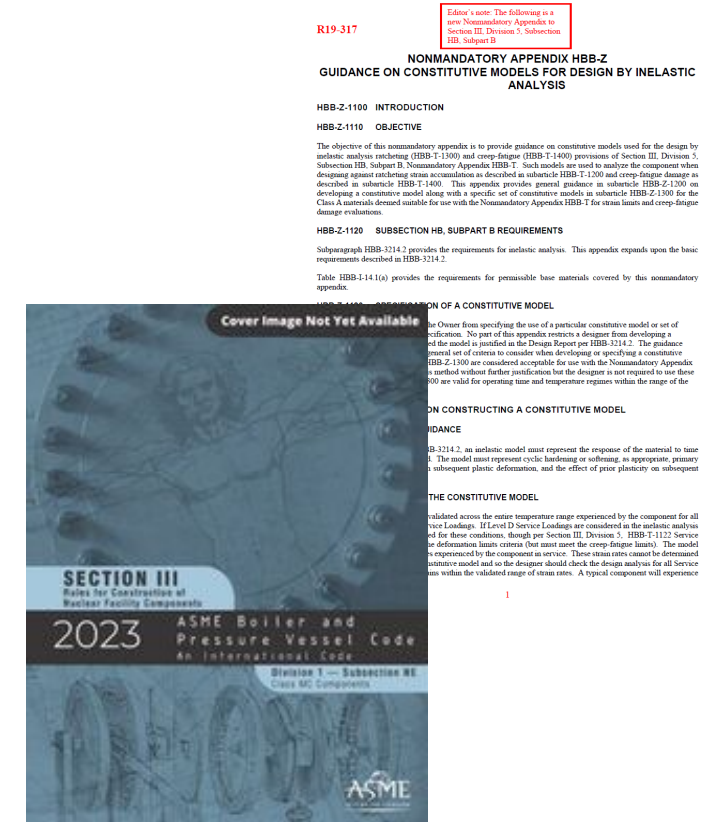 R19-317
Editor's note: The following is a
new Nonmandatory Appendix to
Section III, Division 5, Subsection
HB, Subpart B
NONMANDATORY APPENDIX HBB-Z
GUIDANCE ON CONSTITUTIVE MODELS FOR DESIGN BY INELASTIC
ANALYSIS
HBB-Z-1100 INTRODUCTION
HBB-Z-1110 OBJECTIVE
The objective of this nonmandatory appendix is to provide guidance on constitutive models used for the design by
inelastic analysis ratcheting (HBB-T-1300) and creep-fatigue (HBB-T-1400) provisions of Section III, Division 5,
Subsection HB, Subpart B, Nonmandatory Appendix HBB-T. Such models are used to analyze the component when
designing against ratcheting strain accumulation as described in subarticle HBB-T-1200 and creep-fatigue damage as
described in subarticle HBB-T-1400. This appendix provides general guidance in subarticle HBB-Z-1200 on
developing a constitutive model along with a specific set of constitutive models in subarticle HBB-Z-1300 for the
Class A materials deemed suitable for use with the Nonmandatory Appendix HBB-T for strain limits and creep-fatigue
damage evaluations.
HBB-Z-1120 SUBSECTION HB, SUBPART B REQUIREMENTS
Subparagraph HBB-3214.2 provides the requirements for inelastic analysis. This appendix expands upon the basic
requirements described in HBB-3214.2.
Table HBB-I-14.1(a) provides the requirements for permissible base materials covered by this nonmandatory
appendix.
ION OF A CONSTITUTIVE MODEL
he Owner from specifying the use of a particular constitutive model or set of
ecification. No part of this appendix restricts a designer from developing a
ed the model is justified in the Design Report per HBB-3214.2. The guidance
general set of criteria to consider when developing or specifying a constitutive
HBB-Z-1300 are considered acceptable for use with the Nonmandatory Appendix
is method without further justification but the designer is not required to use these
300 are valid for operating time and temperature regimes within the range of the
ON CONSTRUCTING A CONSTITUTIVE MODEL
IDANCE
BB-3214.2, an inelastic model must represent the response of the material to time
d. The model must represent cyclic hardening or softening, as appropriate, primary
n subsequent plastic deformation, and the effect of prior plasticity on subsequent
THE CONSTITUTIVE MODEL
validated across the entire temperature range experienced by the component for all
rvice Loadings. If Level D Service Loadings are considered in the inelastic analysis
ed for these conditions, though per Section III, Division 5, HBB-T-1122 Service
he deformation limits criteria (but must meet the creep-fatigue limits). The model
es experienced by the component in service. These strain rates cannot be determined
nstitutive model and so the designer should check the design analysis for all Service
ins within the validated range of strain rates. A typical component will experience
1
Cover Image Not Yet Available
SECTION III
Rules for Construction of
Nuclear Facility Components
2023
ASME Boiler and
Pressure Vessel Code
An International Code
Division 1 — Subsection NE
Class MC Components
ASME